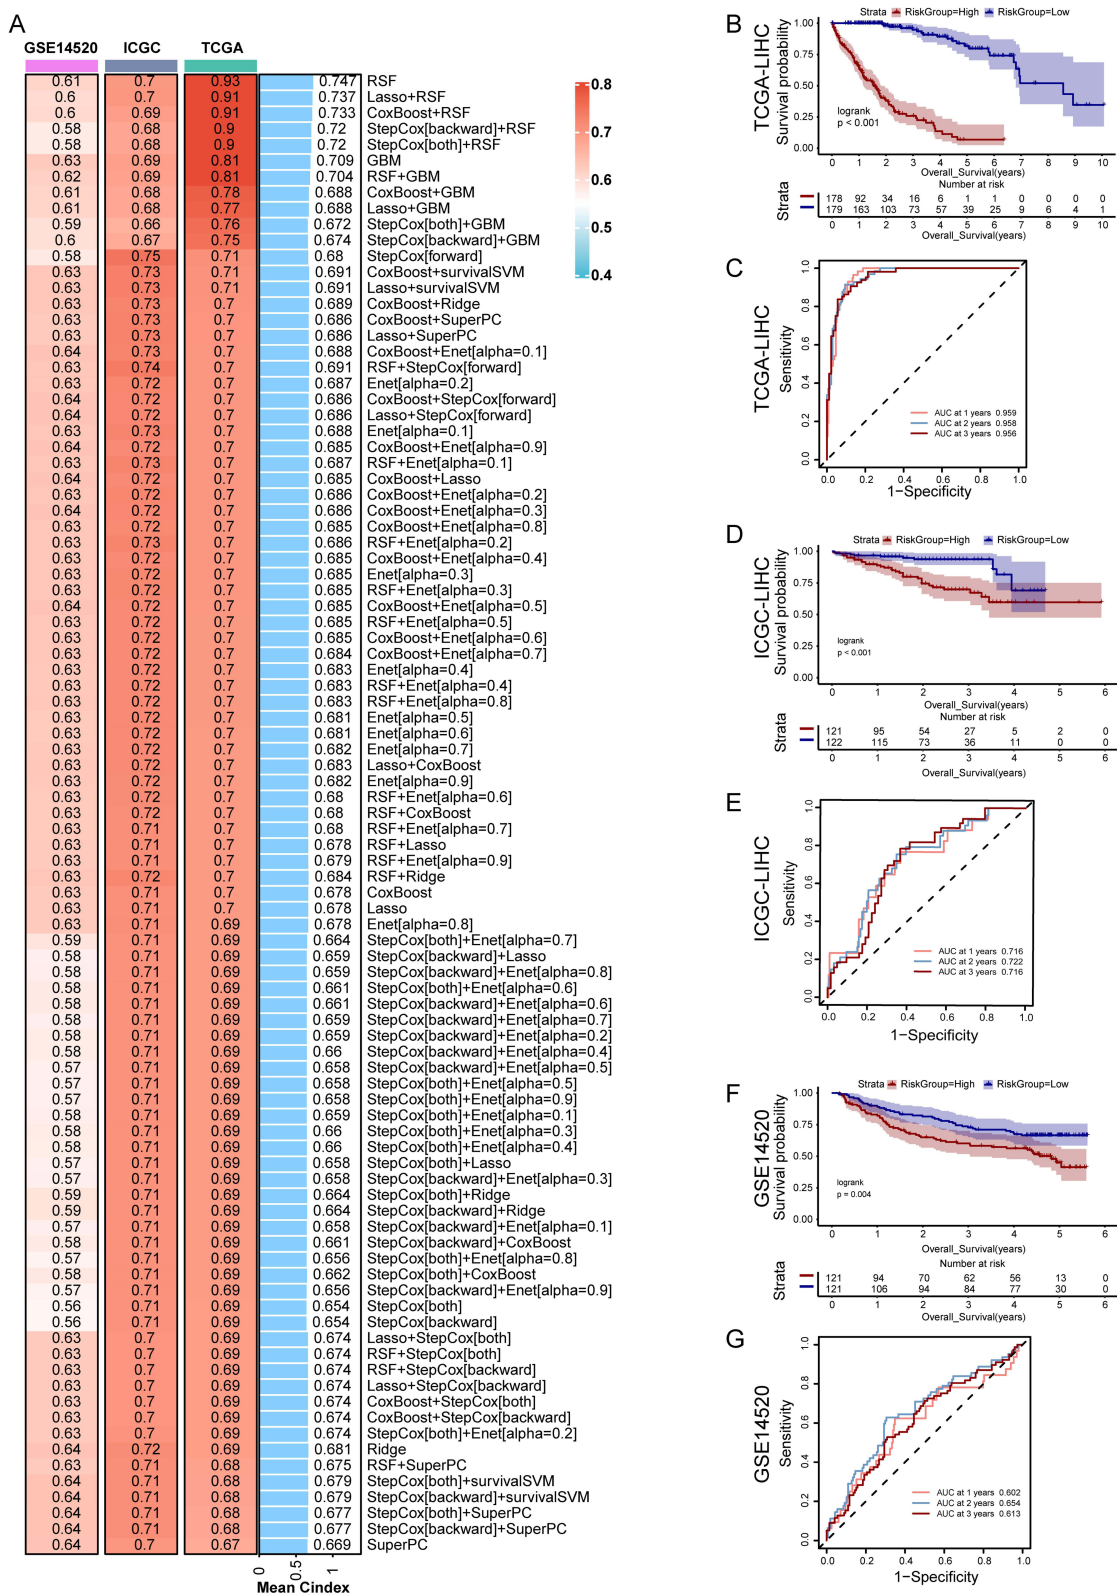 A
GSE14520 ICGC TCGA
0.61 0.7 0.93 0.747 RSF
0.6 0.7 0.91 0.737 Lasso+RSF
0.6 0.69 0.91 0.733 CoxBoost+RSF
0.58 0.68 0.9 0.72 StepCox[backward]+RSF
0.58 0.68 0.9 0.72 StepCox[both]+RSF
0.63 0.69 0.81 0.709 GBM
0.62 0.69 0.81 0.704 RSF+GBM
0.61 0.68 0.78 0.688 CoxBoost+GBM
0.61 0.68 0.77 0.688 Lasso+GBM
0.59 0.66 0.76 0.672 StepCox[both]+GBM
0.6 0.67 0.75 0.674 StepCox[backward]+GBM
0.58 0.75 0.71 0.68 StepCox[forward]
0.63 0.73 0.71 0.691 CoxBoost+survivalSVM
0.63 0.73 0.71 0.691 Lasso+survivalSVM
0.63 0.73 0.7 0.689 CoxBoost+Ridge
0.63 0.73 0.7 0.686 CoxBoost+SuperPC
0.63 0.73 0.7 0.686 Lasso+SuperPC
0.64 0.73 0.7 0.688 CoxBoost+Enet[alpha=0.1]
0.63 0.74 0.7 0.691 RSF+StepCox[forward]
0.63 0.72 0.7 0.687 Enet[alpha=0.2]
0.64 0.72 0.7 0.686 CoxBoost+StepCox[forward]
0.64 0.72 0.7 0.686 Lasso+StepCox[forward]
0.63 0.73 0.7 0.688 Enet[alpha=0.1]
0.64 0.72 0.7 0.685 CoxBoost+Enet[alpha=0.9]
0.63 0.73 0.7 0.687 RSF+Enet[alpha=0.1]
0.64 0.72 0.7 0.685 CoxBoost+Lasso
0.63 0.72 0.7 0.686 CoxBoost+Enet[alpha=0.2]
0.64 0.72 0.7 0.686 CoxBoost+Enet[alpha=0.3]
0.63 0.72 0.7 0.685 CoxBoost+Enet[alpha=0.8]
0.63 0.73 0.7 0.686 RSF+Enet[alpha=0.2]
0.63 0.72 0.7 0.685 CoxBoost+Enet[alpha=0.4]
0.63 0.72 0.7 0.685 Enet[alpha=0.3]
0.63 0.72 0.7 0.685 RSF+Enet[alpha=0.3]
0.64 0.72 0.7 0.685 CoxBoost+Enet[alpha=0.5]
0.63 0.72 0.7 0.685 RSF+Enet[alpha=0.5]
0.63 0.72 0.7 0.685 CoxBoost+Enet[alpha=0.6]
0.63 0.72 0.7 0.684 CoxBoost+Enet[alpha=0.7]
0.63 0.72 0.7 0.683 Enet[alpha=0.4]
0.63 0.72 0.7 0.683 RSF+Enet[alpha=0.4]
0.63 0.72 0.7 0.683 RSF+Enet[alpha=0.8]
0.63 0.72 0.7 0.681 Enet[alpha=0.5]
0.63 0.72 0.7 0.681 Enet[alpha=0.6]
0.63 0.72 0.7 0.682 Enet[alpha=0.7]
0.63 0.72 0.7 0.683 Lasso+CoxBoost
0.63 0.72 0.7 0.682 Enet[alpha=0.9]
0.63 0.72 0.7 0.68 RSF+Enet[alpha=0.6]
0.63 0.72 0.7 0.68 RSF+CoxBoost
0.63 0.71 0.7 0.68 RSF+Enet[alpha=0.7]
0.63 0.71 0.7 0.678 RSF+Lasso
0.63 0.71 0.7 0.679 RSF+Enet[alpha=0.9]
0.63 0.72 0.7 0.684 RSF+Ridge
0.63 0.71 0.7 0.678 CoxBoost
0.63 0.71 0.7 0.678 Lasso
0.63 0.71 0.69 0.678 Enet[alpha=0.8]
0.59 0.71 0.69 0.664 StepCox[both]+Enet[alpha=0.7]
0.58 0.71 0.69 0.659 StepCox[backward]+Lasso
0.58 0.71 0.69 0.659 StepCox[backward]+Enet[alpha=0.8]
0.58 0.71 0.69 0.661 StepCox[both]+Enet[alpha=0.6]
0.58 0.71 0.69 0.661 StepCox[backward]+Enet[alpha=0.6]
0.58 0.71 0.69 0.659 StepCox[backward]+Enet[alpha=0.7]
0.58 0.71 0.69 0.659 StepCox[backward]+Enet[alpha=0.2]
0.58 0.71 0.69 0.66 StepCox[backward]+Enet[alpha=0.4]
0.57 0.71 0.69 0.658 StepCox[backward]+Enet[alpha=0.5]
0.57 0.71 0.69 0.658 StepCox[both]+Enet[alpha=0.5]
0.57 0.71 0.69 0.658 StepCox[both]+Enet[alpha=0.9]
0.58 0.71 0.69 0.659 StepCox[both]+Enet[alpha=0.1]
0.58 0.71 0.69 0.66 StepCox[both]+Enet[alpha=0.3]
0.58 0.71 0.69 0.66 StepCox[both]+Enet[alpha=0.4]
0.57 0.71 0.69 0.658 StepCox[both]+Lasso
0.57 0.71 0.69 0.658 StepCox[backward]+Enet[alpha=0.3]
0.59 0.71 0.69 0.664 StepCox[both]+Ridge
0.59 0.71 0.69 0.664 StepCox[backward]+Ridge
0.57 0.71 0.69 0.658 StepCox[backward]+Enet[alpha=0.1]
0.58 0.71 0.69 0.661 StepCox[backward]+CoxBoost
0.57 0.71 0.69 0.656 StepCox[both]+Enet[alpha=0.8]
0.58 0.71 0.69 0.662 StepCox[both]+CoxBoost
0.57 0.71 0.69 0.656 StepCox[backward]+Enet[alpha=0.9]
0.56 0.71 0.69 0.654 StepCox[both]
0.56 0.71 0.69 0.654 StepCox[backward]
0.63 0.7 0.69 0.674 Lasso+StepCox[both]
0.63 0.7 0.69 0.674 RSF+StepCox[both]
0.63 0.7 0.69 0.674 RSF+StepCox[backward]
0.63 0.7 0.69 0.674 Lasso+StepCox[backward]
0.63 0.7 0.69 0.674 CoxBoost+StepCox[both]
0.63 0.7 0.69 0.674 CoxBoost+StepCox[backward]
0.63 0.7 0.69 0.674 StepCox[both]+Enet[alpha=0.2]
0.64 0.72 0.69 0.681 Ridge
0.63 0.71 0.68 0.675 RSF+SuperPC
0.64 0.71 0.68 0.679 StepCox[both]+survivalSVM
0.64 0.71 0.68 0.679 StepCox[backward]+survivalSVM
0.64 0.71 0.68 0.677 StepCox[both]+SuperPC
0.64 0.71 0.68 0.677 StepCox[backward]+SuperPC
0.64 0.7 0.67 0.669 SuperPC
0 0.5 1
Mean Cindex
0.8
0.7
0.6
0.5
0.4
B
TCGA-LIHC
Strata RiskGroup=High RiskGroup=Low
Survival probability
1.00
0.75
0.50
0.25
0.00
logrank
p < 0.001
0 1 2 3 4 5 6 7 8 9 10
Overall_Survival(years)
Number at risk
Strata
178 92 34 16 6 1 1 0 0 0 0
179 163 103 73 57 39 25 9 6 4 1
0 1 2 3 4 5 6 7 8 9 10
Overall_Survival(years)
C
TCGA-LIHC
Sensitivity
1.0
0.8
0.6
0.4
0.2
0.0
AUC at 1 years 0.959
AUC at 2 years 0.958
AUC at 3 years 0.956
0.0 0.2 0.4 0.6 0.8 1.0
1−Specificity
D
ICGC-LIHC
Strata RiskGroup=High RiskGroup=Low
Survival probability
1.00
0.75
0.50
0.25
0.00
logrank
p < 0.001
0 1 2 3 4 5 6
Overall_Survival(years)
Number at risk
Strata
121 95 54 27 5 2 0
122 115 73 36 11 0 0
0 1 2 3 4 5 6
Overall_Survival(years)
E
ICGC-LIHC
Sensitivity
1.0
0.8
0.6
0.4
0.2
0.0
AUC at 1 years 0.716
AUC at 2 years 0.722
AUC at 3 years 0.716
0.0 0.2 0.4 0.6 0.8 1.0
1−Specificity
F
GSE14520
Strata RiskGroup=High RiskGroup=Low
Survival probability
1.00
0.75
0.50
0.25
0.00
logrank
p = 0.004
0 1 2 3 4 5 6
Overall_Survival(years)
Number at risk
Strata
121 94 70 62 56 13 0
121 106 94 84 77 30 0
0 1 2 3 4 5 6
Overall_Survival(years)
G
GSE14520
Sensitivity
1.0
0.8
0.6
0.4
0.2
0.0
AUC at 1 years 0.602
AUC at 2 years 0.654
AUC at 3 years 0.613
0.0 0.2 0.4 0.6 0.8 1.0
1−Specificity